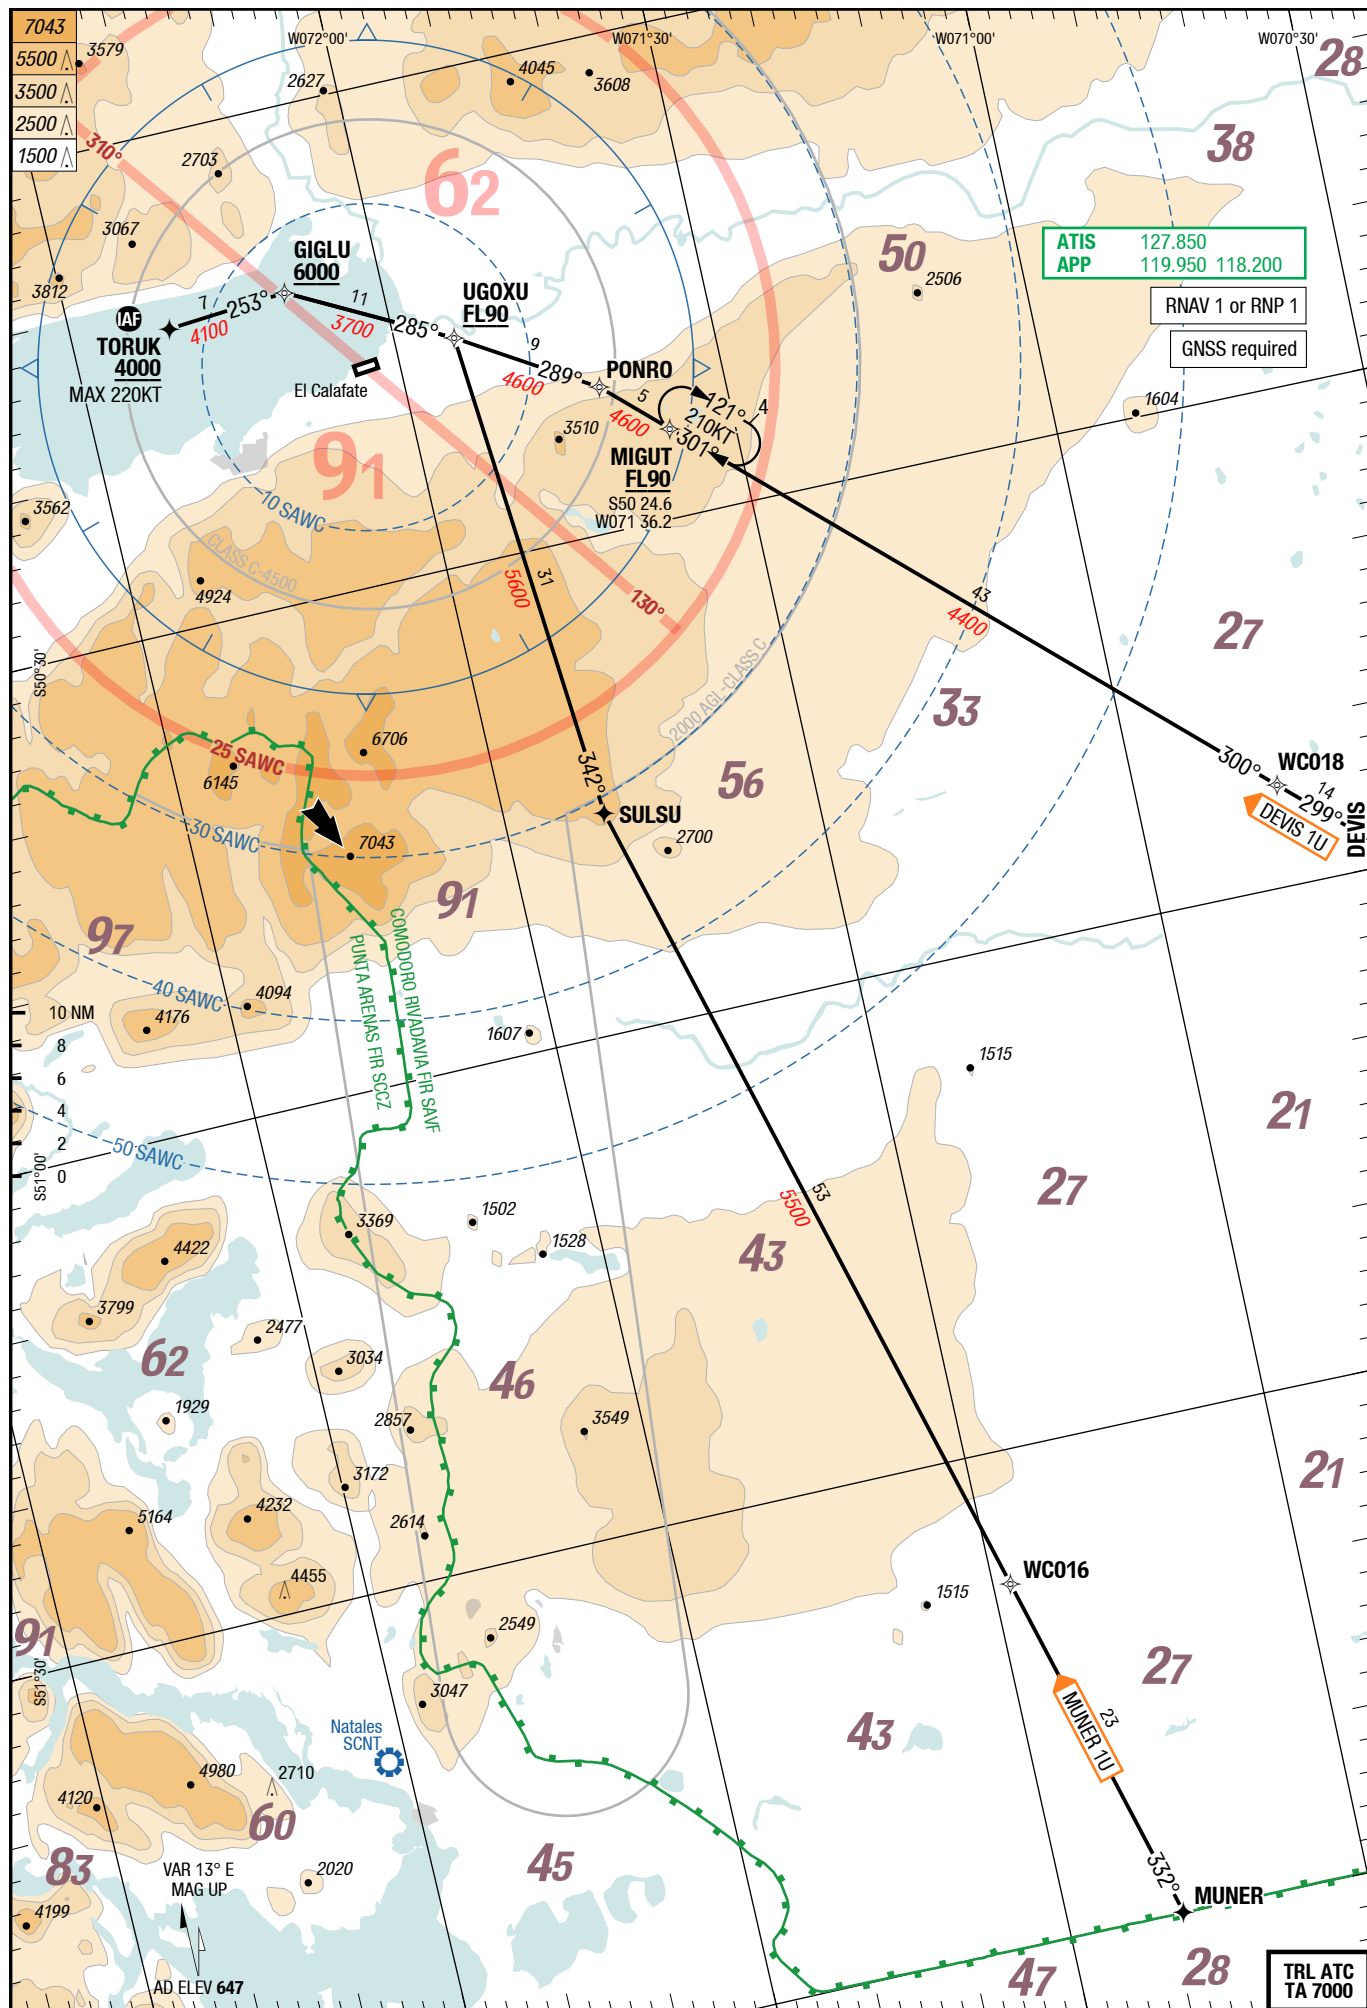 7043
5500
3500
2500
1500
3579
W072°00'
W071°30'
W071°00'
W070°30'
28
2627
4045
3608
38
310°
2703
62
3067
3812
GIGLU
6000
UGOXU
FL90
50
2506
ATIS 127.850
APP 119.950 118.200
RNAV 1 or RNP 1
GNSS required
IAF
TORUK
4000
MAX 220KT
7
253°
4100
11
3700
285°
9
289°
4600
PONRO
El Calafate
5
4600
121°
4
210KT
301°
MIGUT
FL90
S50 24.6
W071 36.2
3510
1604
91
10 SAWC
3562
CLASS C-4500
4924
31
5600
130°
43
4400
27
S50°30'
2000 AGL-CLASS C
33
25 SAWC
6706
6145
342°
SULSU
56
2700
300°
WC018
14
299°
DEVIS
DEVIS 1U
30 SAWC
7043
91
97
COMODORO RIVADAVIA FIR SAVF
PUNTA ARENAS FIR SCCZ
40 SAWC
4094
4176
10 NM
8
6
4
2
0
1607
1515
21
50 SAWC
S51°00'
27
53
5500
3369
1502
1528
43
4422
3799
2477
62
3034
46
1929
2857
3549
3172
21
5164
4232
2614
4455
WC016
1515
91
2549
27
S51°30'
3047
MUNER 1U
23
Natales
SCNT
43
4980
2710
4120
60
83
VAR 13° E
MAG UP
2020
45
332°
MUNER
4199
AD ELEV 647
47
28
TRL ATC
TA 7000